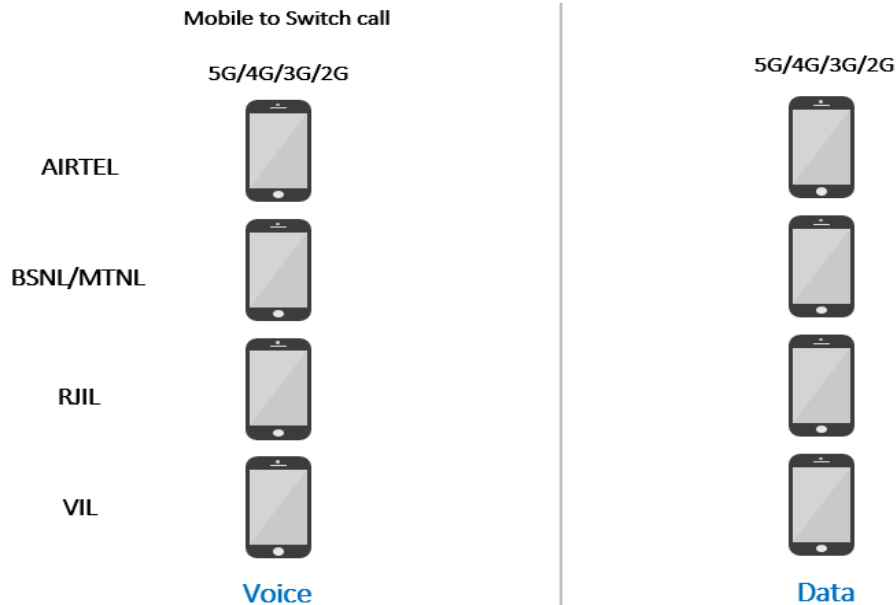 Mobile to Switch call
5G/4G/3G/2G
5G/4G/3G/2G
AIRTEL
BSNL/MTNL
RJIL
VIL
Voice
Data